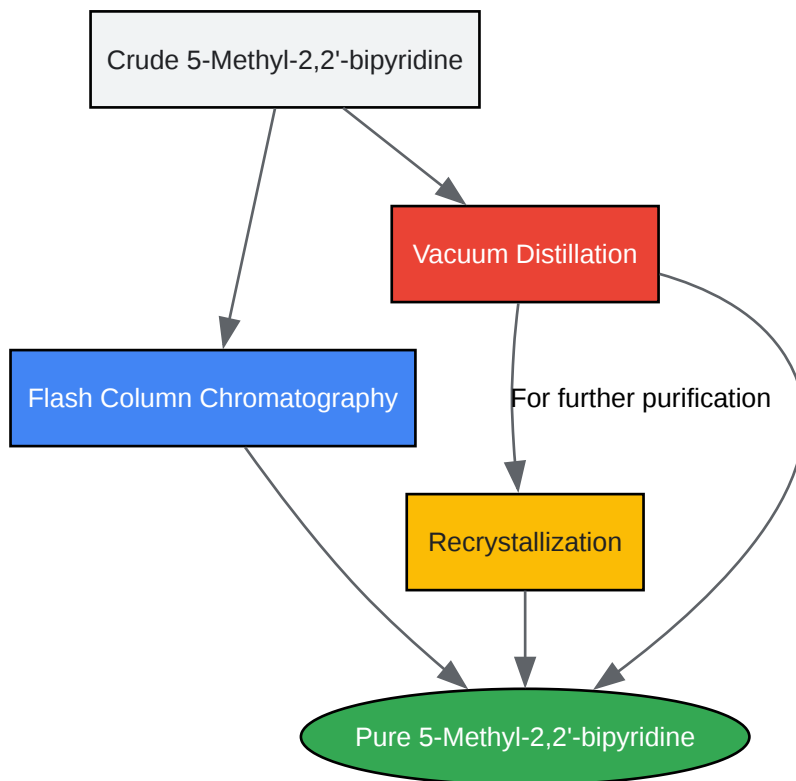 Crude 5-Methyl-2,2'-bipyridine
Vacuum Distillation
Flash Column Chromatography
For further purification
Recrystallization
Pure 5-Methyl-2,2'-bipyridine